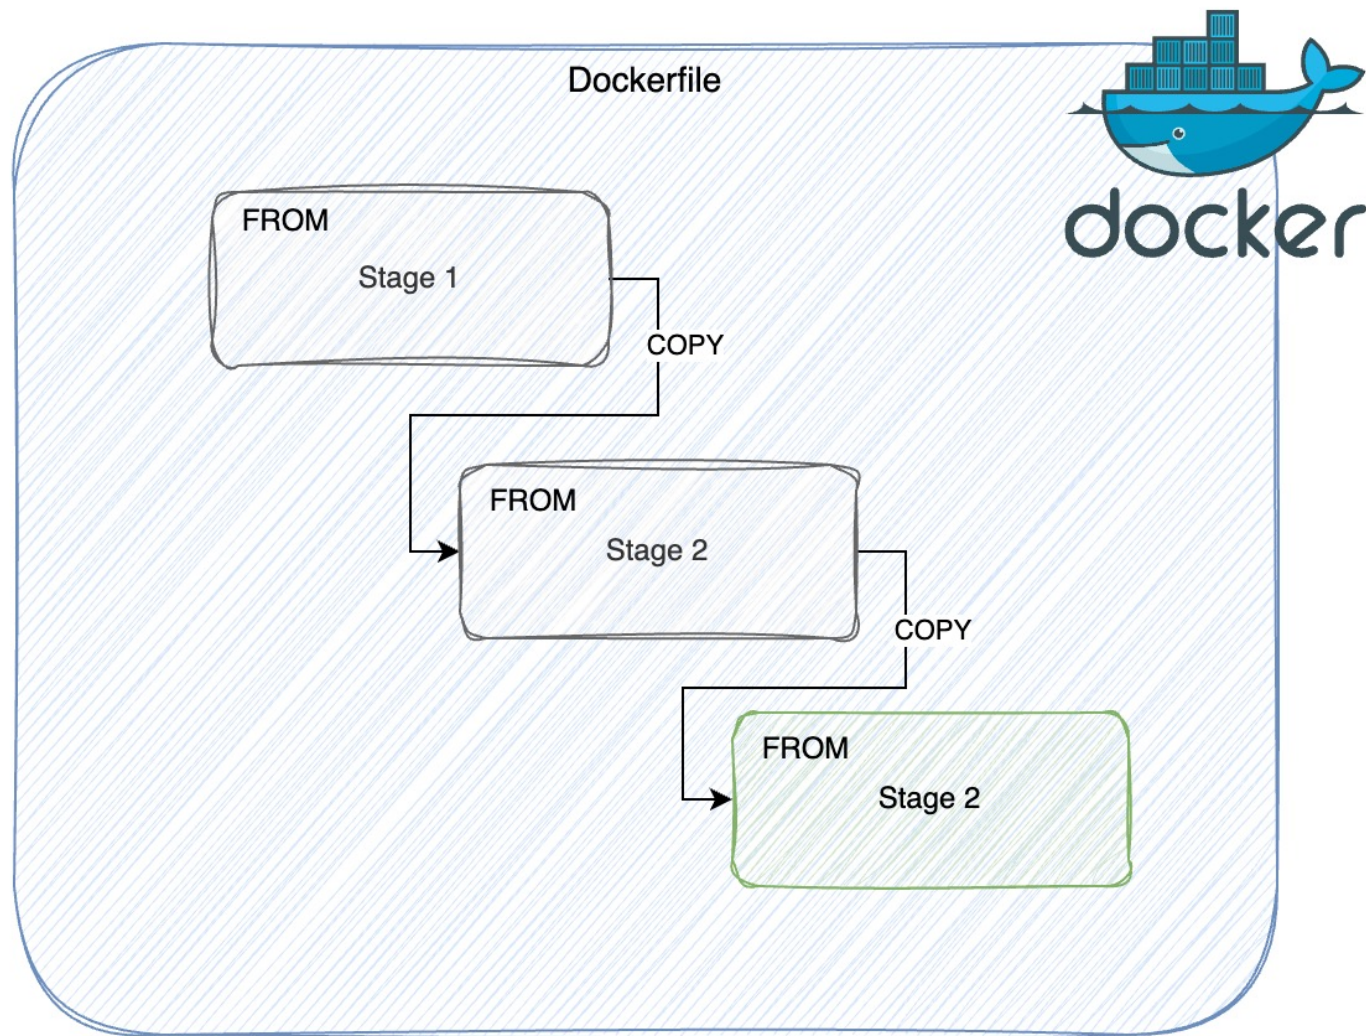 Dockerfile
docker
FROM
Stage 1
COPY
FROM
Stage 2
COPY
FROM
Stage 2